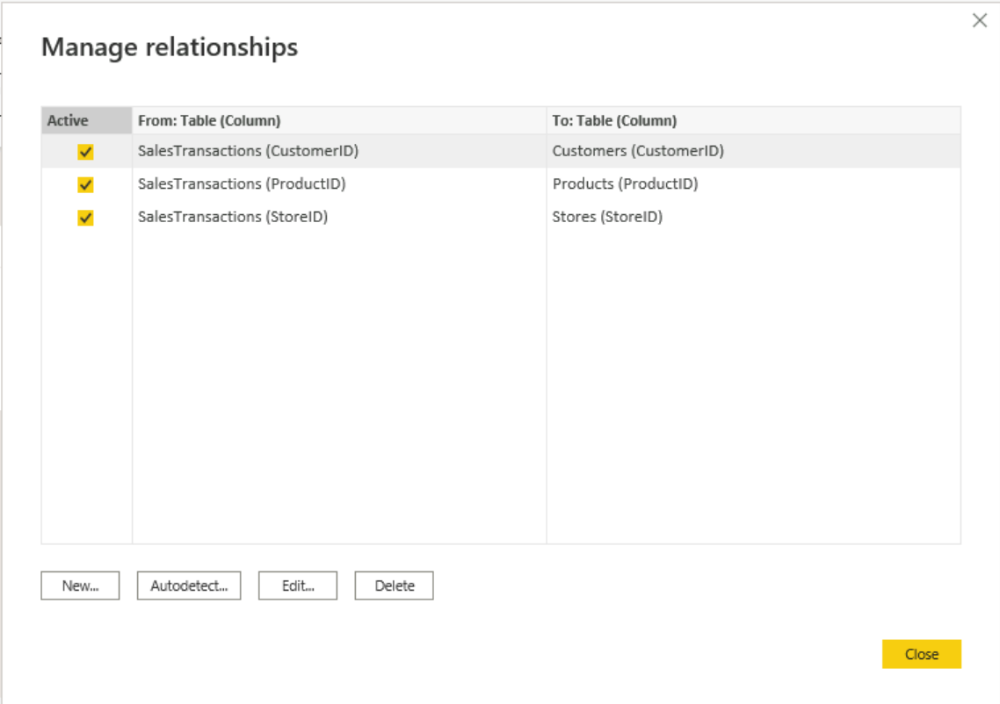 Manage relationships
Active From: Table (Column) To: Table (Column)
SalesTransactions (CustomerID) Customers (CustomerID)
SalesTransactions (ProductID) Products (ProductID)
SalesTransactions (StoreID) Stores (StoreID)
New... Autodetect... Edit... Delete
Close